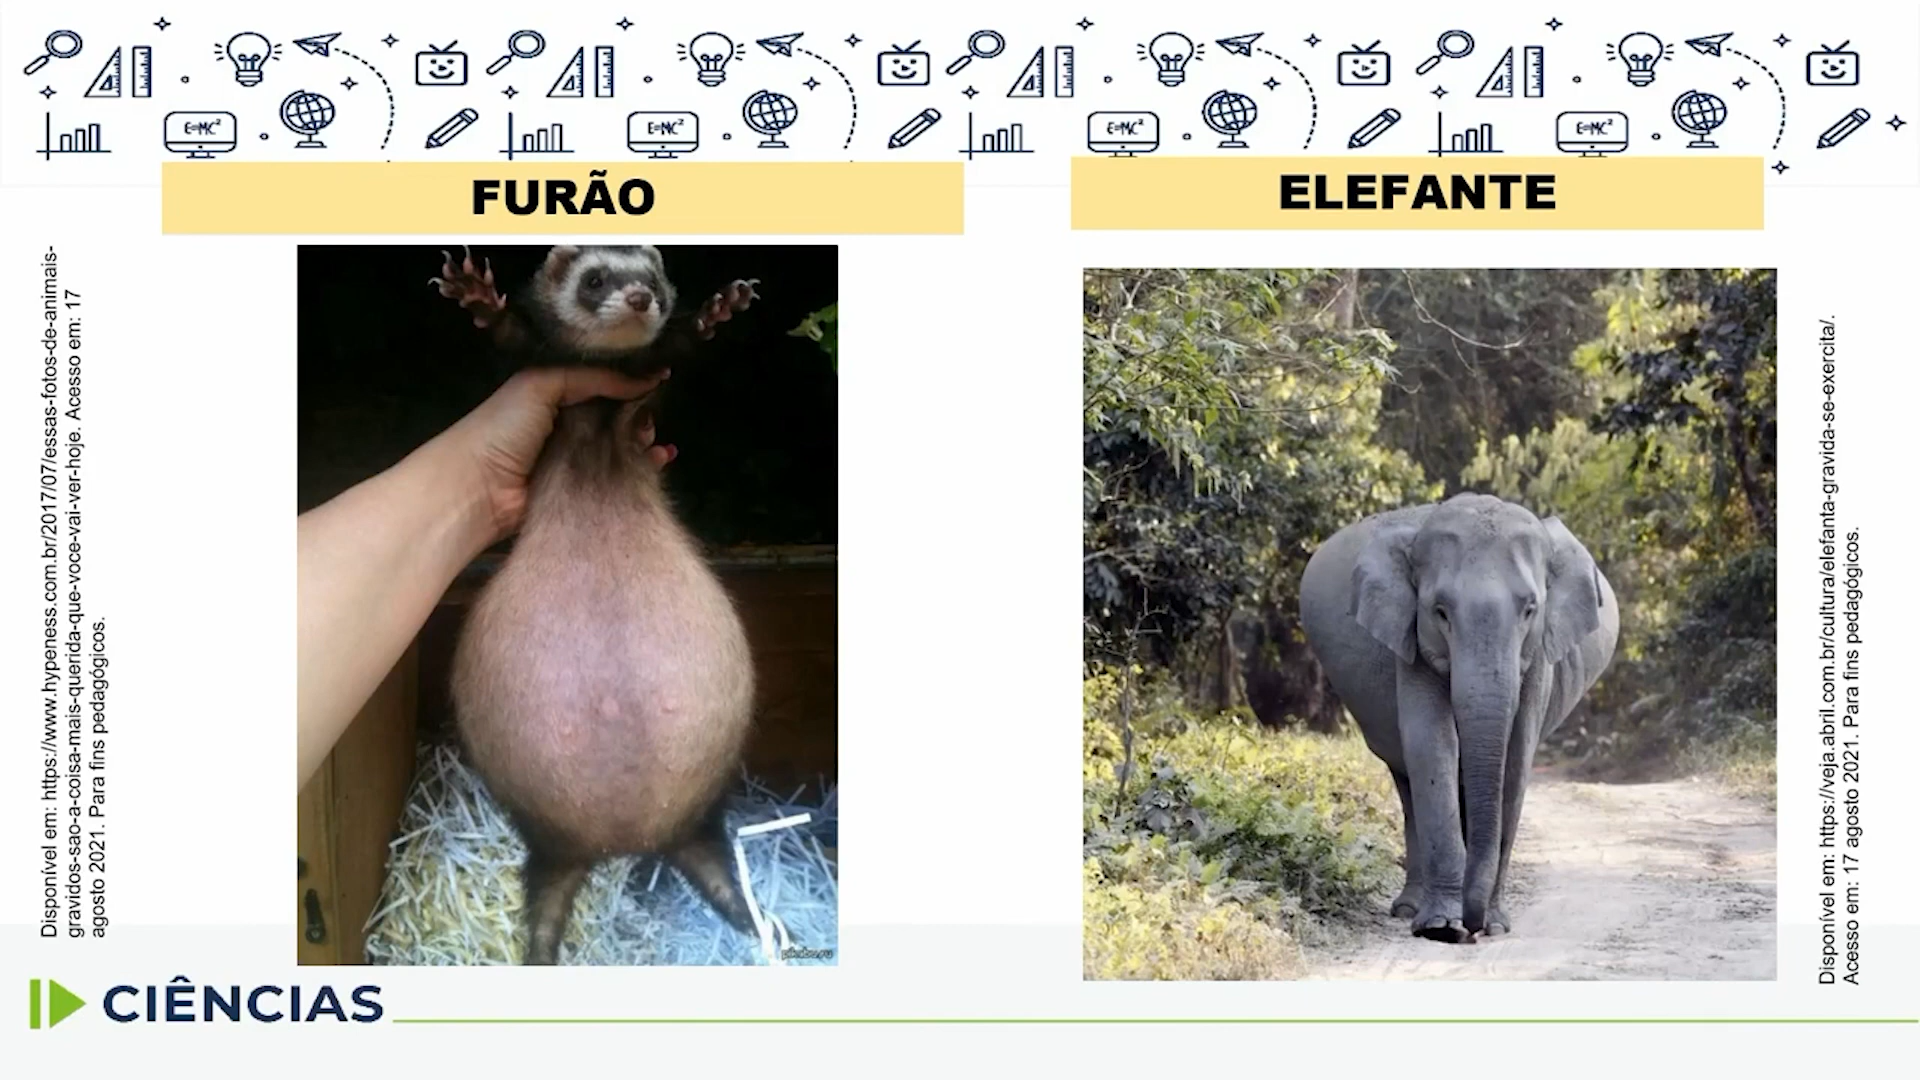 E=MC²
E=MC²
E=MC²
E=MC²
FURÃO
ELEFANTE
Disponível em: https://www.hypeness.com.br/2017/07/essas-fotos-de-animais-
gravidos-sao-a-coisa-mais-querida-que-voce-vai-ver-hoje. Acesso em: 17
agosto 2021. Para fins pedagógicos.
pikabu.ru
Disponível em: https://veja.abril.com.br/cultura/elefanta-gravida-se-exercita/.
Acesso em: 17 agosto 2021. Para fins pedagógicos.
CIÊNCIAS